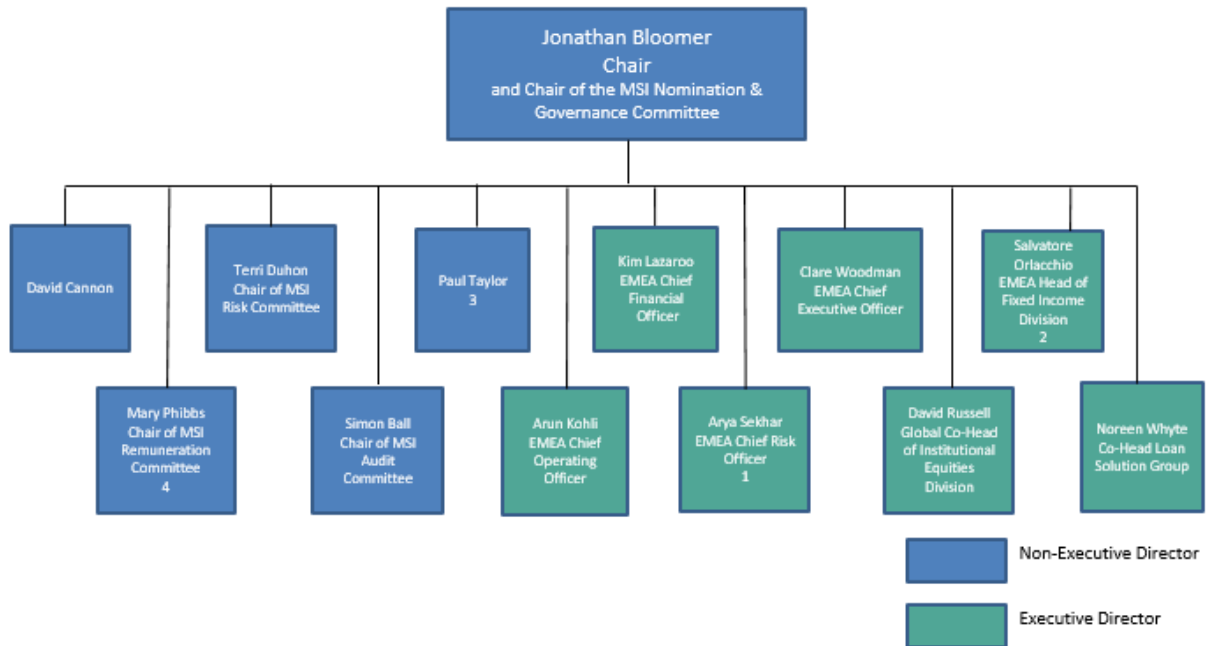 Jonathan Bloomer
Chair
and Chair of the MSI Nomination &
Governance Committee
David Cannon
Terri Duhon
Chair of MSI
Risk Committee
Paul Taylor
3
Kim Lazaroo
EMEA Chief
Financial
Officer
Clare Woodman
EMEA Chief
Executive Officer
Salvatore
Orlacchio
EMEA Head of
Fixed Income
Division
2
Mary Phibbs
Chair of MSI
Remuneration
Committee
4
Simon Ball
Chair of MSI
Audit
Committee
Arun Kohli
EMEA Chief
Operating
Officer
Arya Sekhar
EMEA Chief Risk
Officer
1
David Russell
Global Co-Head
of Institutional
Equities
Division
Noreen Whyte
Co-Head Loan
Solution Group
Non-Executive Director
Executive Director